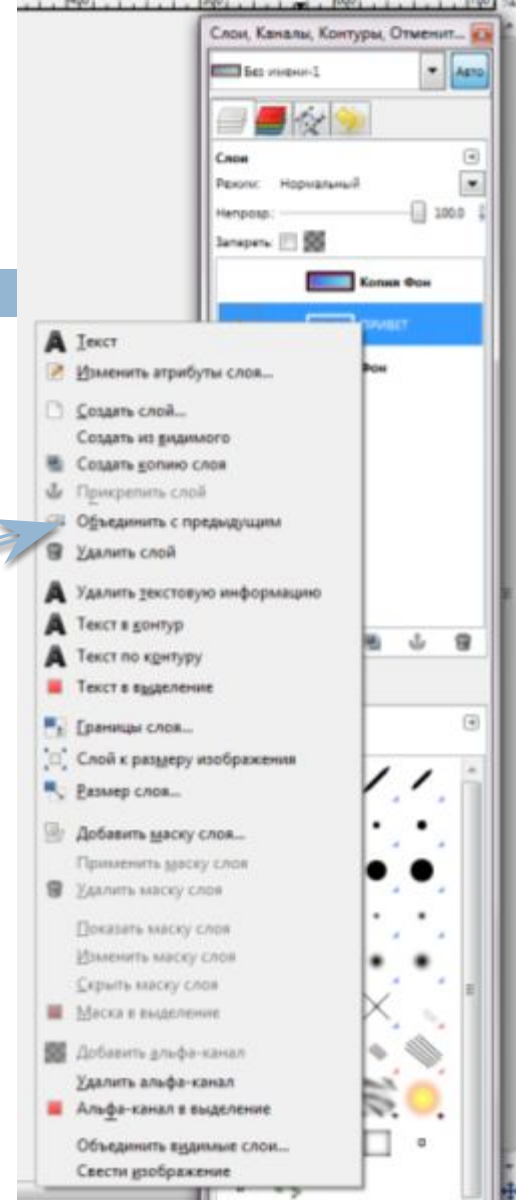 Слои, Каналы, Контуры, Отменит...
Без имени-1
Авто
Слои
Режим: Нормальный
Непрозр.: 100.0
Запереть:
Копия Фон
ПРИВЕТ
Фон
Текст
Изменить атрибуты слоя...
Создать слой...
Создать из видимого
Создать копию слоя
Прикрепить слой
Объединить с предыдущим
Удалить слой
Удалить текстовую информацию
Текст в контур
Текст по контуру
Текст в выделение
Границы слоя...
Слой к размеру изображения
Размер слоя...
Добавить маску слоя...
Применить маску слоя
Удалить маску слоя
Показать маску слоя
Изменить маску слоя
Скрыть маску слоя
Маска в выделение
Добавить альфа-канал
Удалить альфа-канал
Альфа-канал в выделение
Объединить видимые слои...
Свести изображение